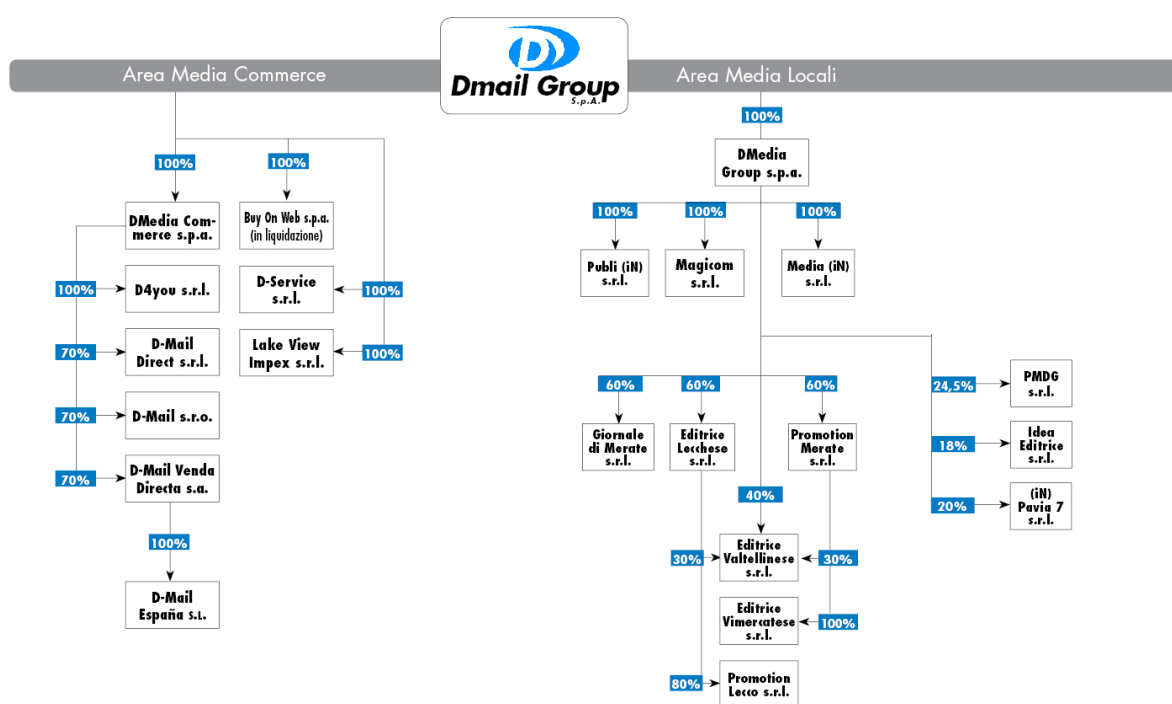 Area Media Commerce
Dmail Group
S.p.A.
Area Media Locali
100%
100%
DMedia Com-
merce s.p.a.
Buy On Web s.p.a.
(in liquidazione)
100%
D4you s.r.l.
D-Service
s.r.l.
100%
70%
D-Mail
Direct s.r.l.
Lake View
Impex s.r.l.
100%
70%
D-Mail s.r.o.
70%
D-Mail Venda
Directa s.a.
100%
D-Mail
España S.L.
100%
DMedia
Group s.p.a.
100%
100%
100%
Publi (iN)
s.r.l.
Magicom
s.r.l.
Media (iN)
s.r.l.
60%
60%
60%
Giornale
di Merate
s.r.l.
Editrice
Lecchese
s.r.l.
Promotion
Merate
s.r.l.
24,5%
PMDG
s.r.l.
18%
Idea
Editrice
s.r.l.
20%
(iN)
Pavia 7
s.r.l.
40%
30%
Editrice
Valtellinese
s.r.l.
30%
Editrice
Vimercatese
s.r.l.
100%
80%
Promotion
Lecco s.r.l.